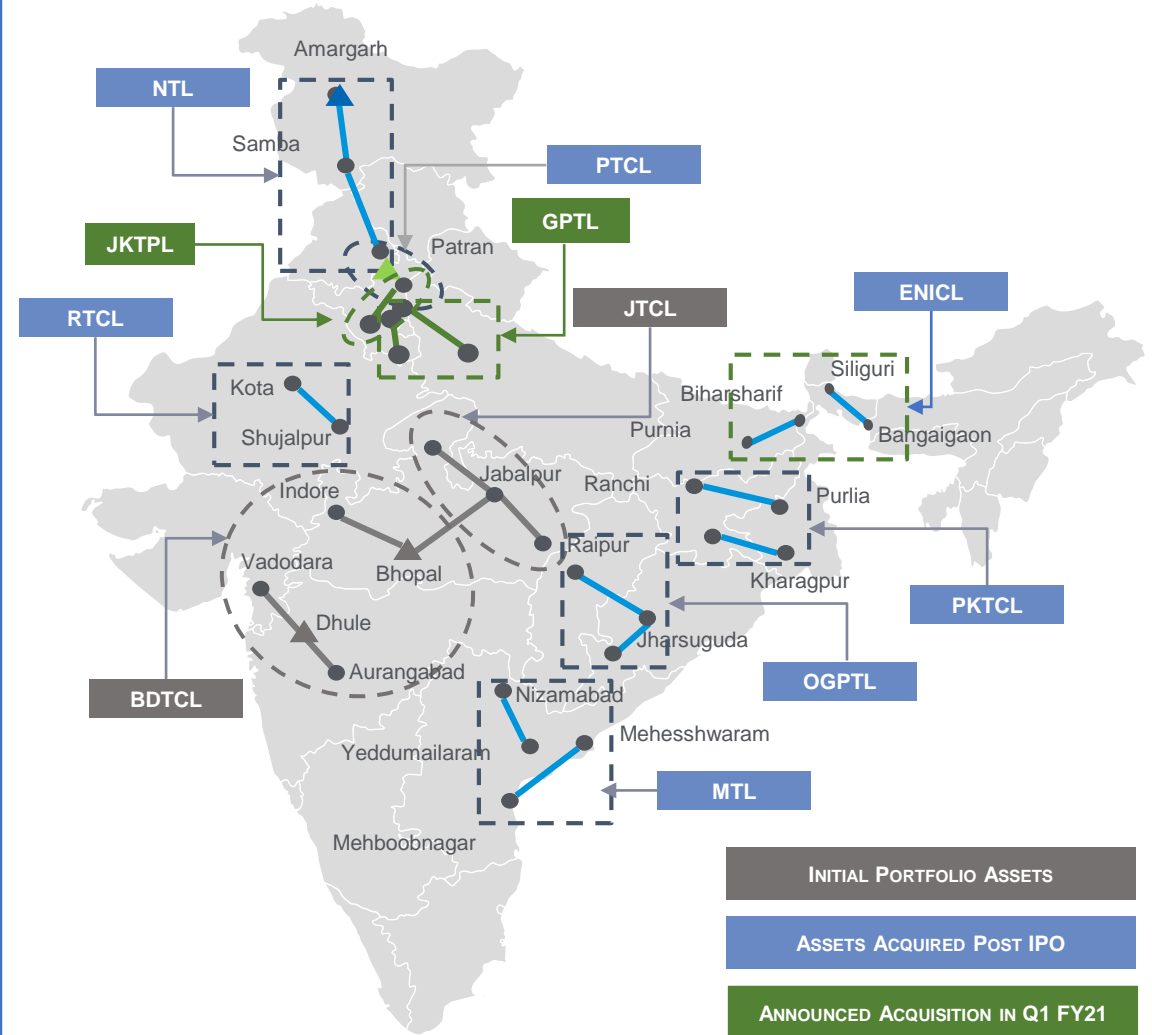 Amargarh
NTL
Samba
PTCL
GPTL
JKTPL
Patran
ENICL
RTCL
JTCL
Siliguri
Kota
Biharsharif
Purnia
Bangaigaon
Shujalpur
Jabalpur
Ranchi
Indore
Purlia
Raipur
Vadodara
Bhopal
Kharagpur
PKTCL
Dhule
Jharsuguda
Aurangabad
OGPTL
BDTCL
Nizamabad
Mehesshwaram
Yeddumailaram
MTL
Mehboobnagar
INITIAL PORTFOLIO ASSETS
ASSETS ACQUIRED POST IPO
ANNOUNCED ACQUISITION IN Q1 FY21